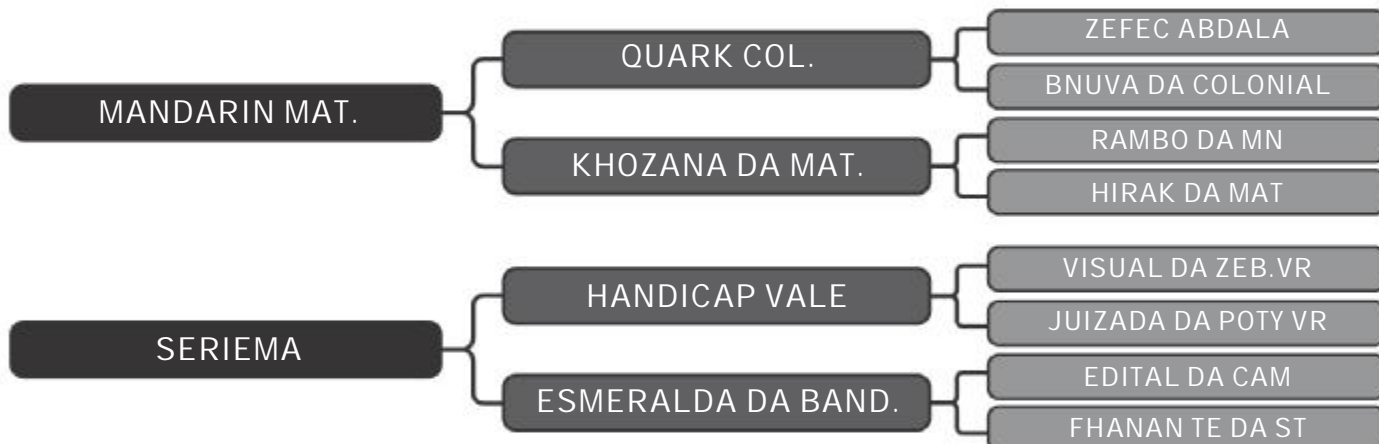 ZEFEC ABDALA
QUARK COL.
BNUVA DA COLONIAL
MANDARIN MAT.
RAMBO DA MN
KHOZANA DA MAT.
HIRAK DA MAT
VISUAL DA ZEB.VR
HANDICAP VALE
JUIZADA DA POTY VR
SERIEMA
EDITAL DA CAM
ESMERALDA DA BAND.
FHANAN TE DA ST